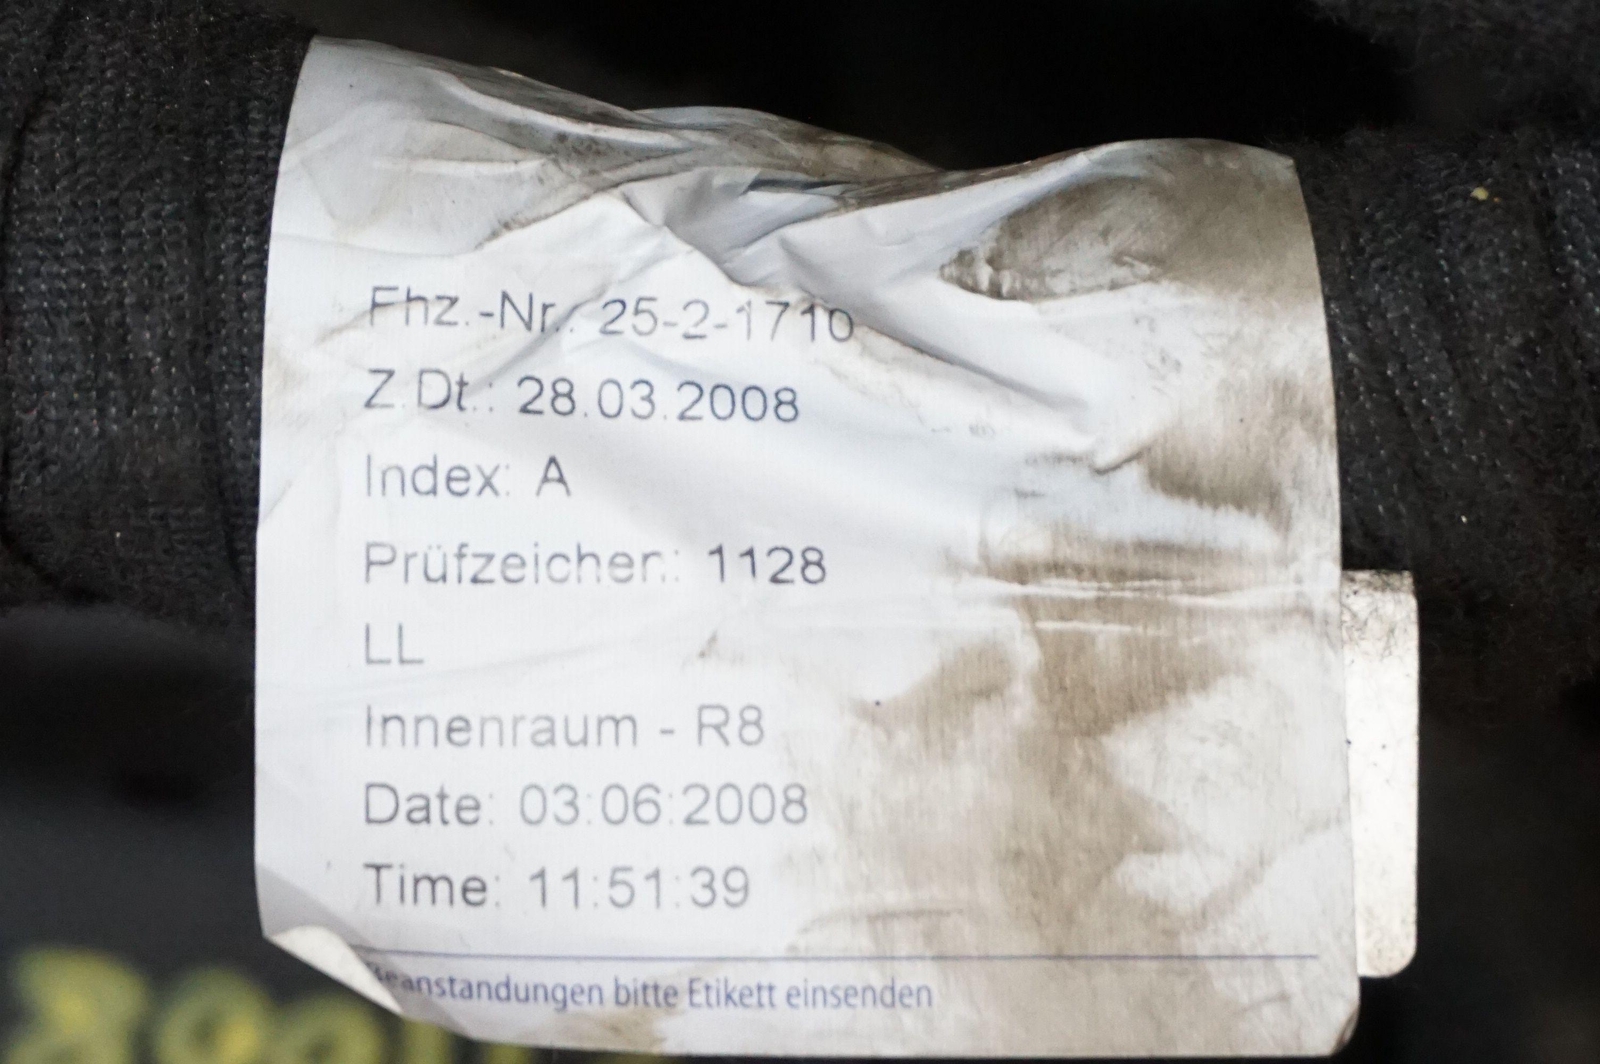 Fhz.-Nr.: 25-2-1710
Z.Dt.: 28.03.2008
Index: A
Prüfzeichen: 1128
LL
Innenraum - R8
Date: 03:06:2008
Time: 11:51:39
Beanstandungen bitte Etikett einsenden